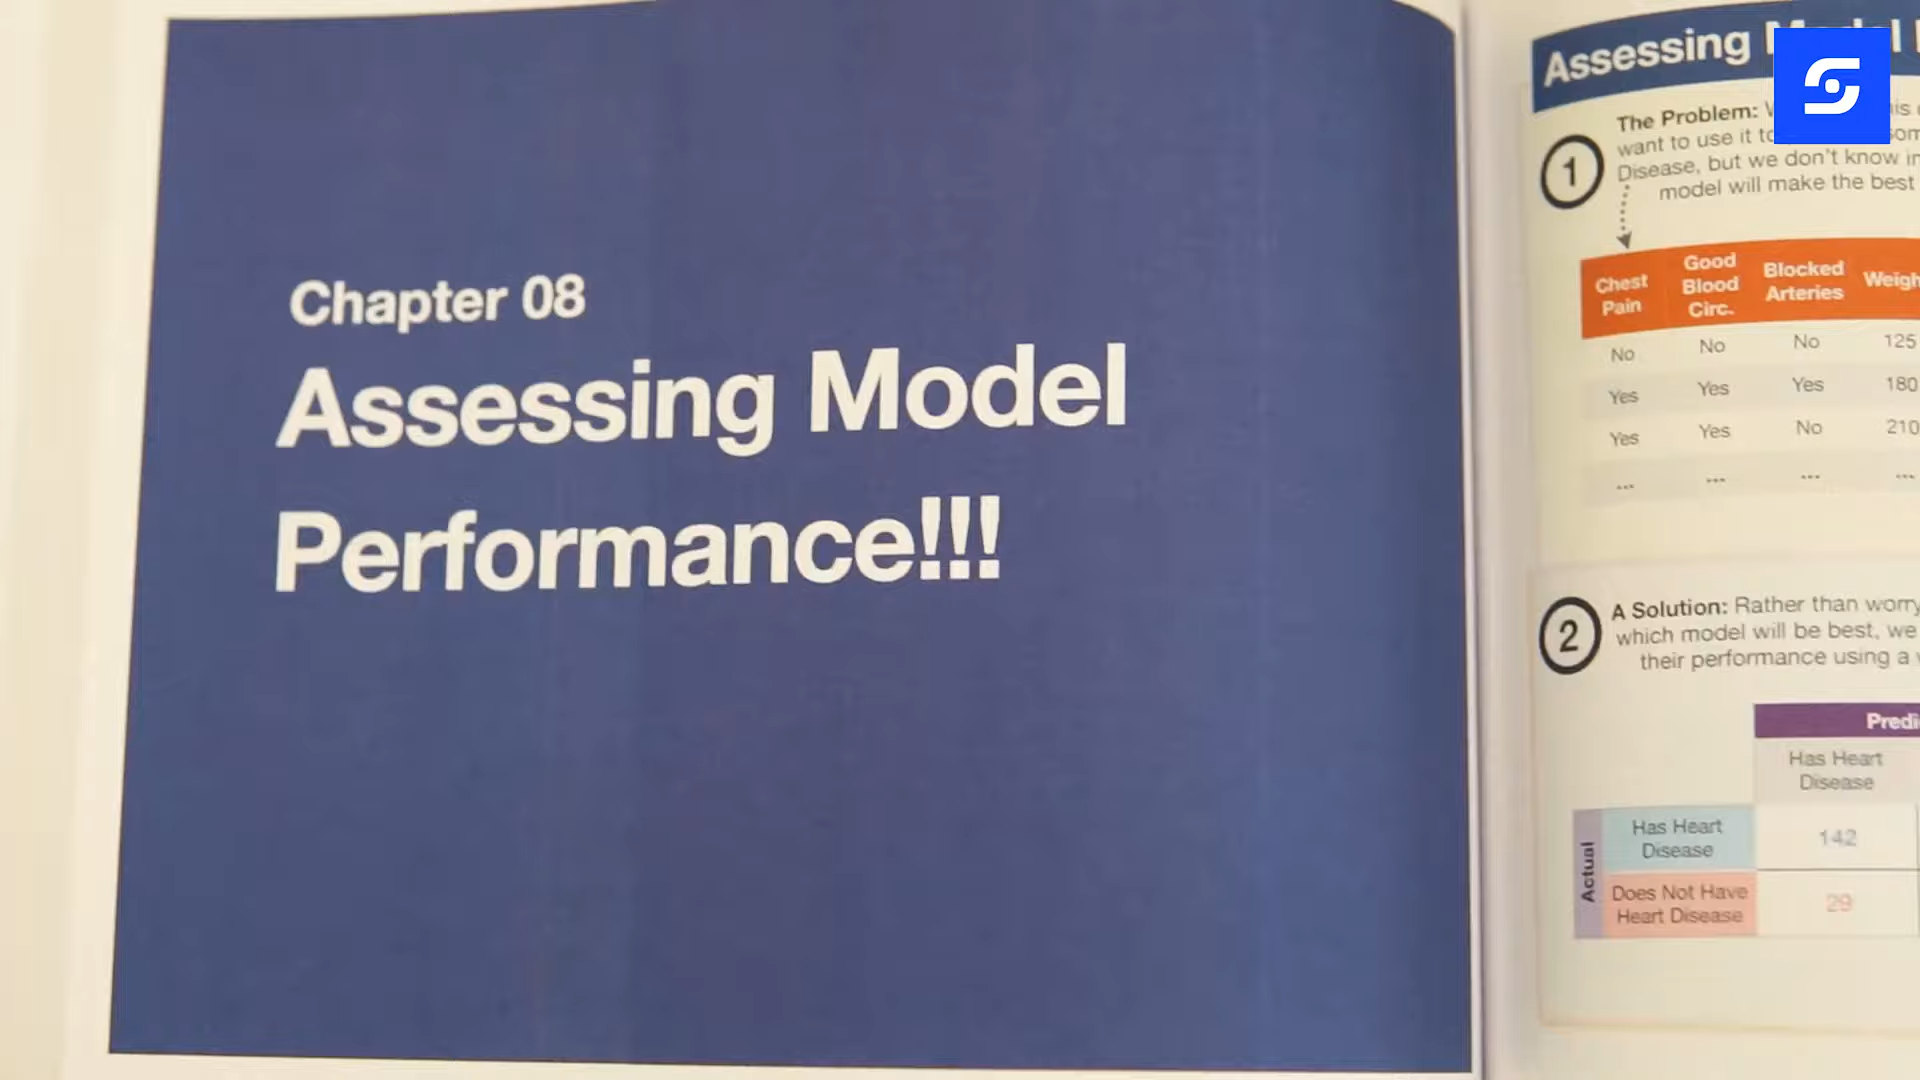 Chapter 08
Assessing Model
Performance!!!
Assessing
The Problem:
want to use it
Disease, but we don't know
model will make the best
1
Chest Pain
Good Blood Circ.
Blocked Arteries
No No No 125
Yes Yes Yes 180
Yes Yes No 210
... ... ... ...
2
A Solution: Rather than
which model will be best, we
their performance using a
Has Heart
Disease
Actual
Has Heart
Disease
142
Does Not Have
Heart Disease
29